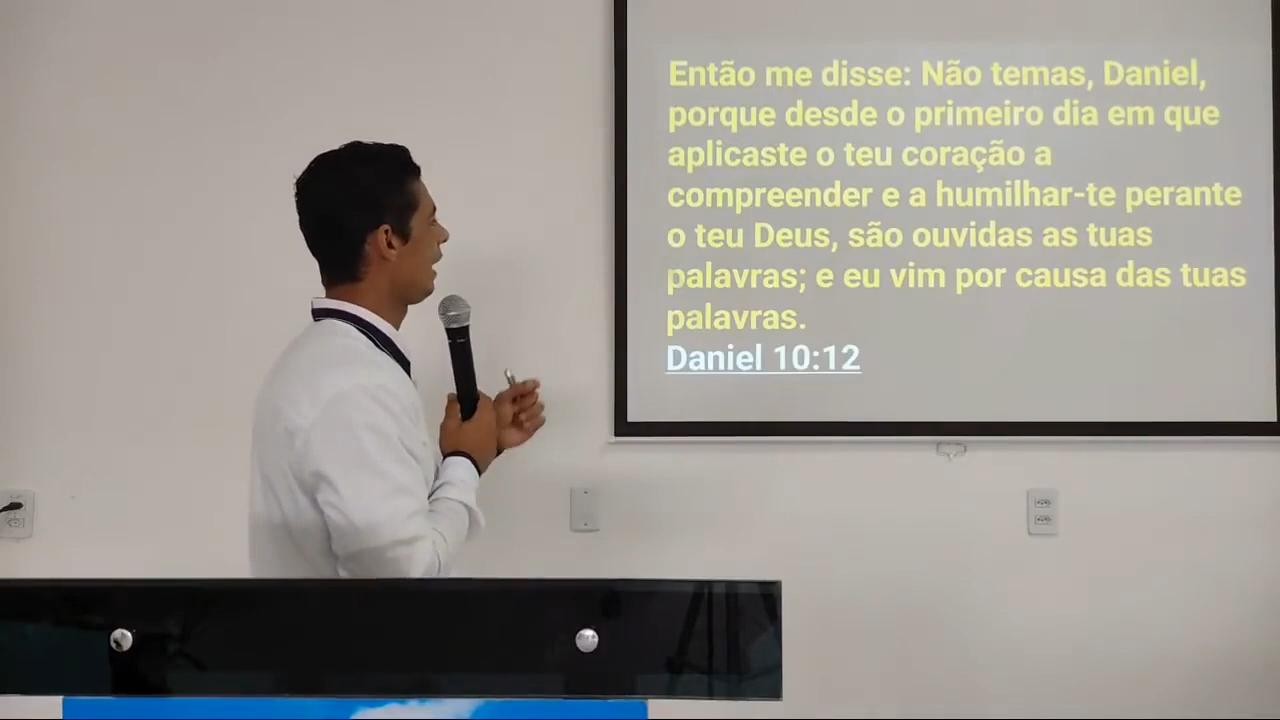 Então me disse: Não temas, Daniel,
porque desde o primeiro dia em que
aplicaste o teu coração a
compreender e a humilhar-te perante
o teu Deus, são ouvidas as tuas
palavras; e eu vim por causa das tuas
palavras.
Daniel 10:12